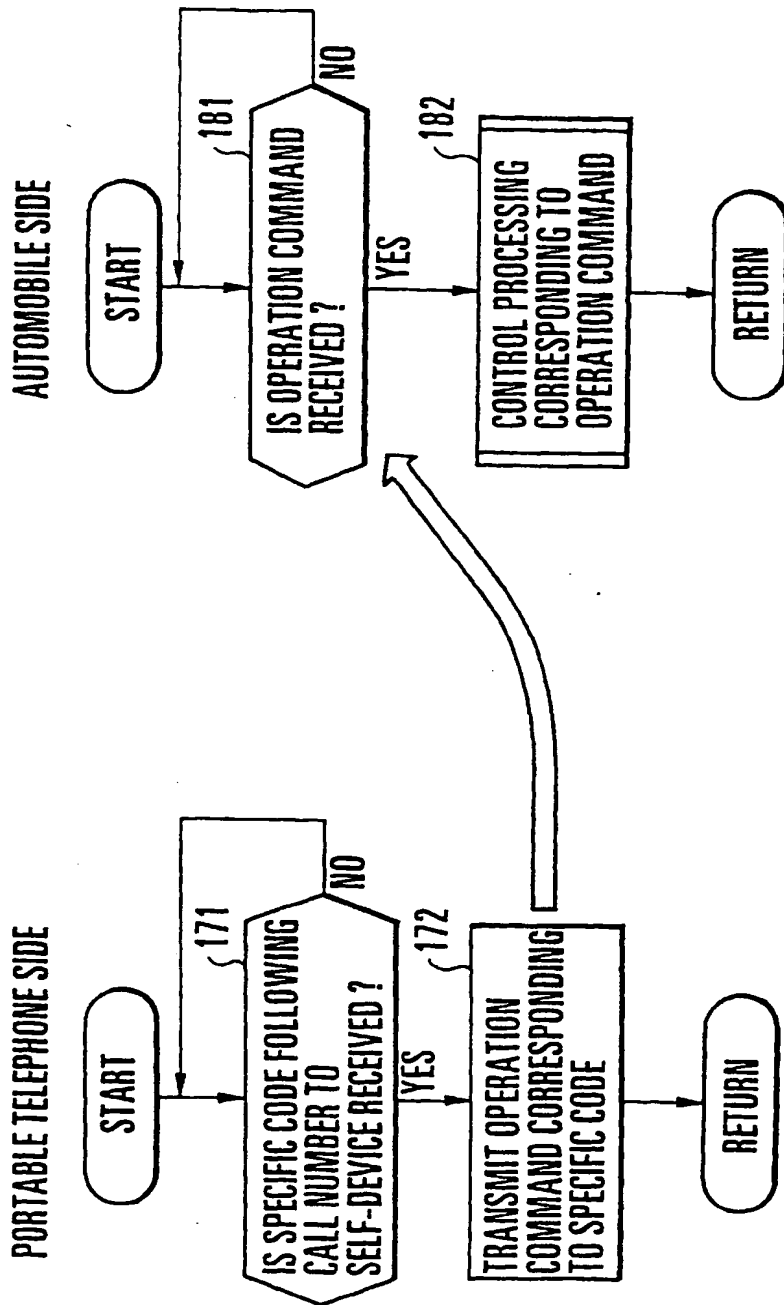 PORTABLE TELEPHONE SIDE
START
171
IS SPECIFIC CODE FOLLOWING
CALL NUMBER TO
SELF-DEVICE RECEIVED ?
NO
YES
172
TRANSMIT OPERATION
COMMAND CORRESPONDING
TO SPECIFIC CODE
RETURN
AUTOMOBILE SIDE
START
181
IS OPERATION COMMAND
RECEIVED ?
NO
YES
182
CONTROL PROCESSING
CORRESPONDING TO
OPERATION COMMAND
RETURN